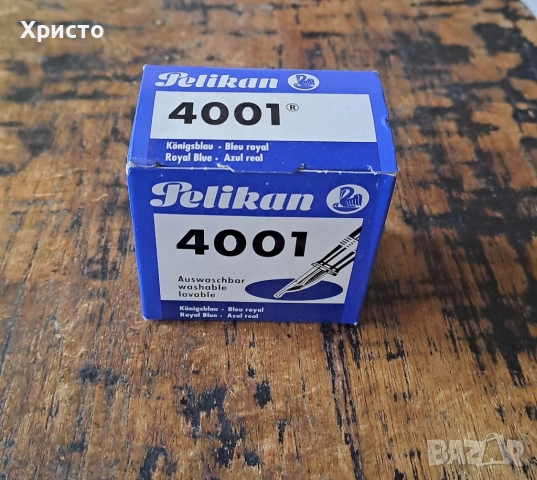 Христо
Pelikan
4001®
Königsblau · Bleu royal
Royal Blue · Azul real
Pelikan
4001
Auswaschbar
washable
lavable
Königsblau · Bleu royal
Royal Blue · Azul real
BAZAR